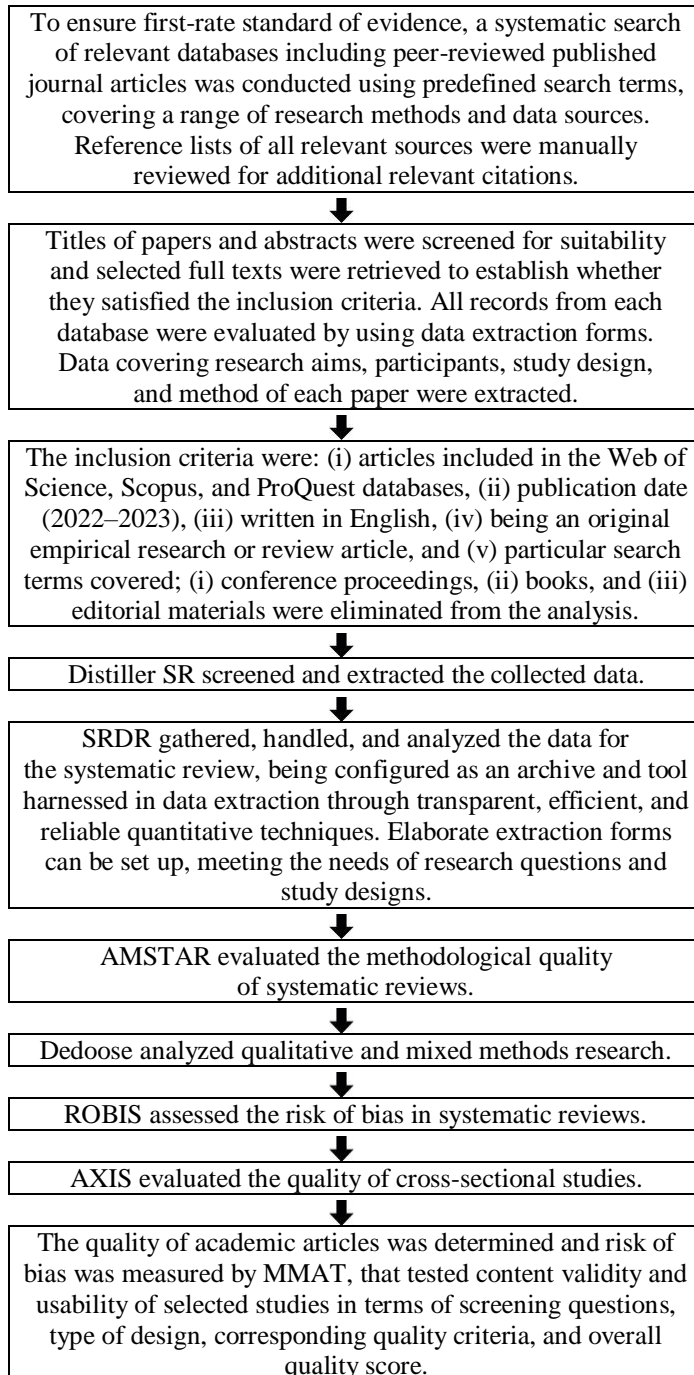 To ensure first-rate standard of evidence, a systematic search
of relevant databases including peer-reviewed published
journal articles was conducted using predefined search terms,
covering a range of research methods and data sources.
Reference lists of all relevant sources were manually
reviewed for additional relevant citations.
Titles of papers and abstracts were screened for suitability
and selected full texts were retrieved to establish whether
they satisfied the inclusion criteria. All records from each
database were evaluated by using data extraction forms.
Data covering research aims, participants, study design,
and method of each paper were extracted.
The inclusion criteria were: (i) articles included in the Web of
Science, Scopus, and ProQuest databases, (ii) publication date
(2022–2023), (iii) written in English, (iv) being an original
empirical research or review article, and (v) particular search
terms covered; (i) conference proceedings, (ii) books, and (iii)
editorial materials were eliminated from the analysis.
Distiller SR screened and extracted the collected data.
SRDR gathered, handled, and analyzed the data for
the systematic review, being configured as an archive and tool
harnessed in data extraction through transparent, efficient, and
reliable quantitative techniques. Elaborate extraction forms
can be set up, meeting the needs of research questions and
study designs.
AMSTAR evaluated the methodological quality
of systematic reviews.
Dedoose analyzed qualitative and mixed methods research.
ROBIS assessed the risk of bias in systematic reviews.
AXIS evaluated the quality of cross-sectional studies.
The quality of academic articles was determined and risk of
bias was measured by MMAT, that tested content validity and
usability of selected studies in terms of screening questions,
type of design, corresponding quality criteria, and overall
quality score.